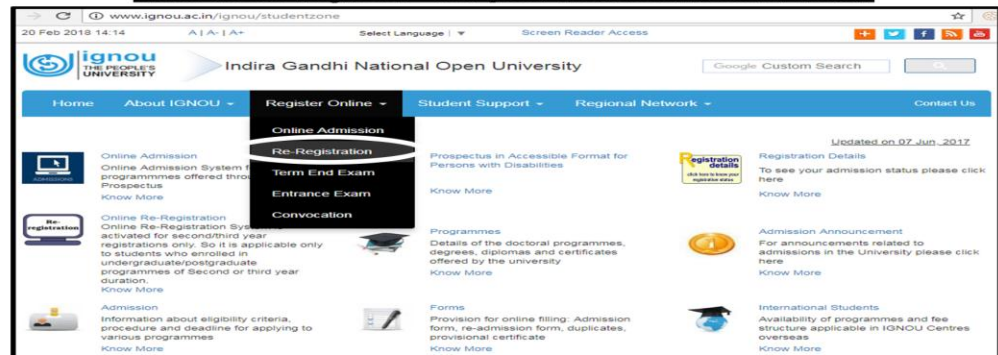 www.ignou.ac.in/ignou/studentzone
20 Feb 2018 14:14 A | A- | A+ Select Language ▼ Screen Reader Access
ignou
THE PEOPLE'S
UNIVERSITY
Indira Gandhi National Open University
Google Custom Search
Home About IGNOU Register Online Student Support Regional Network Contact Us
Online Admission
Re-Registration
Term End Exam
Entrance Exam
Convocation
Updated on 07 Jun, 2017
ADMISSIONS
Online Admission
Online Admission System f
programmmes offered throu
Prospectus
Know More
Prospectus in Accessible Format for
Persons with Disabilities
Know More
Registration
details
click here to know your
registration status
Registration Details
To see your admission status please click
here
Know More
Re-
registration
Online Re-Registration
Online Re-Registration Sys
activated for second/third year
registrations only. So it is applicable only
to students who enrolled in
undergraduate/postgraduate
programmes of Second or third year
duration.
Know More
Programmes
Details of the doctoral programmes,
degrees, diplomas and certificates
offered by the university
Know More
Admission Announcement
For announcements related to
admissions in the University please click
here
Know More
Admission
Information about eligibility criteria,
procedure and deadline for applying to
various programmes
Know More
Forms
Provision for online filling: Admission
form, re-admission form, duplicates,
provisional certificate
Know More
International Students
Availability of programmes and fee
structure applicable in IGNOU Centres
overseas
Know More